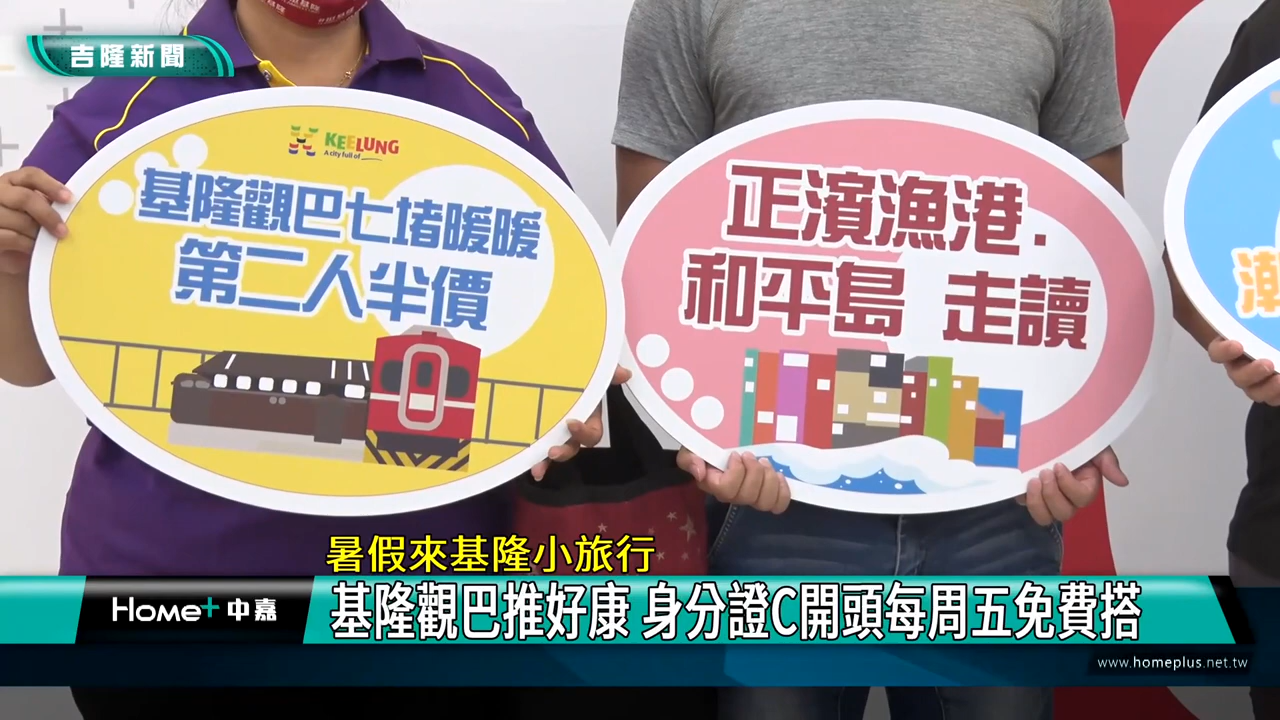 吉隆新聞
KEELUNG
A city full of
基隆觀巴七堵暖暖
第二人半價
正濱漁港.
和平島 走讀
潮
暑假來基隆小旅行
Home+中嘉
基隆觀巴推好康 身分證C開頭每周五免費搭
www.homeplus.net.tw